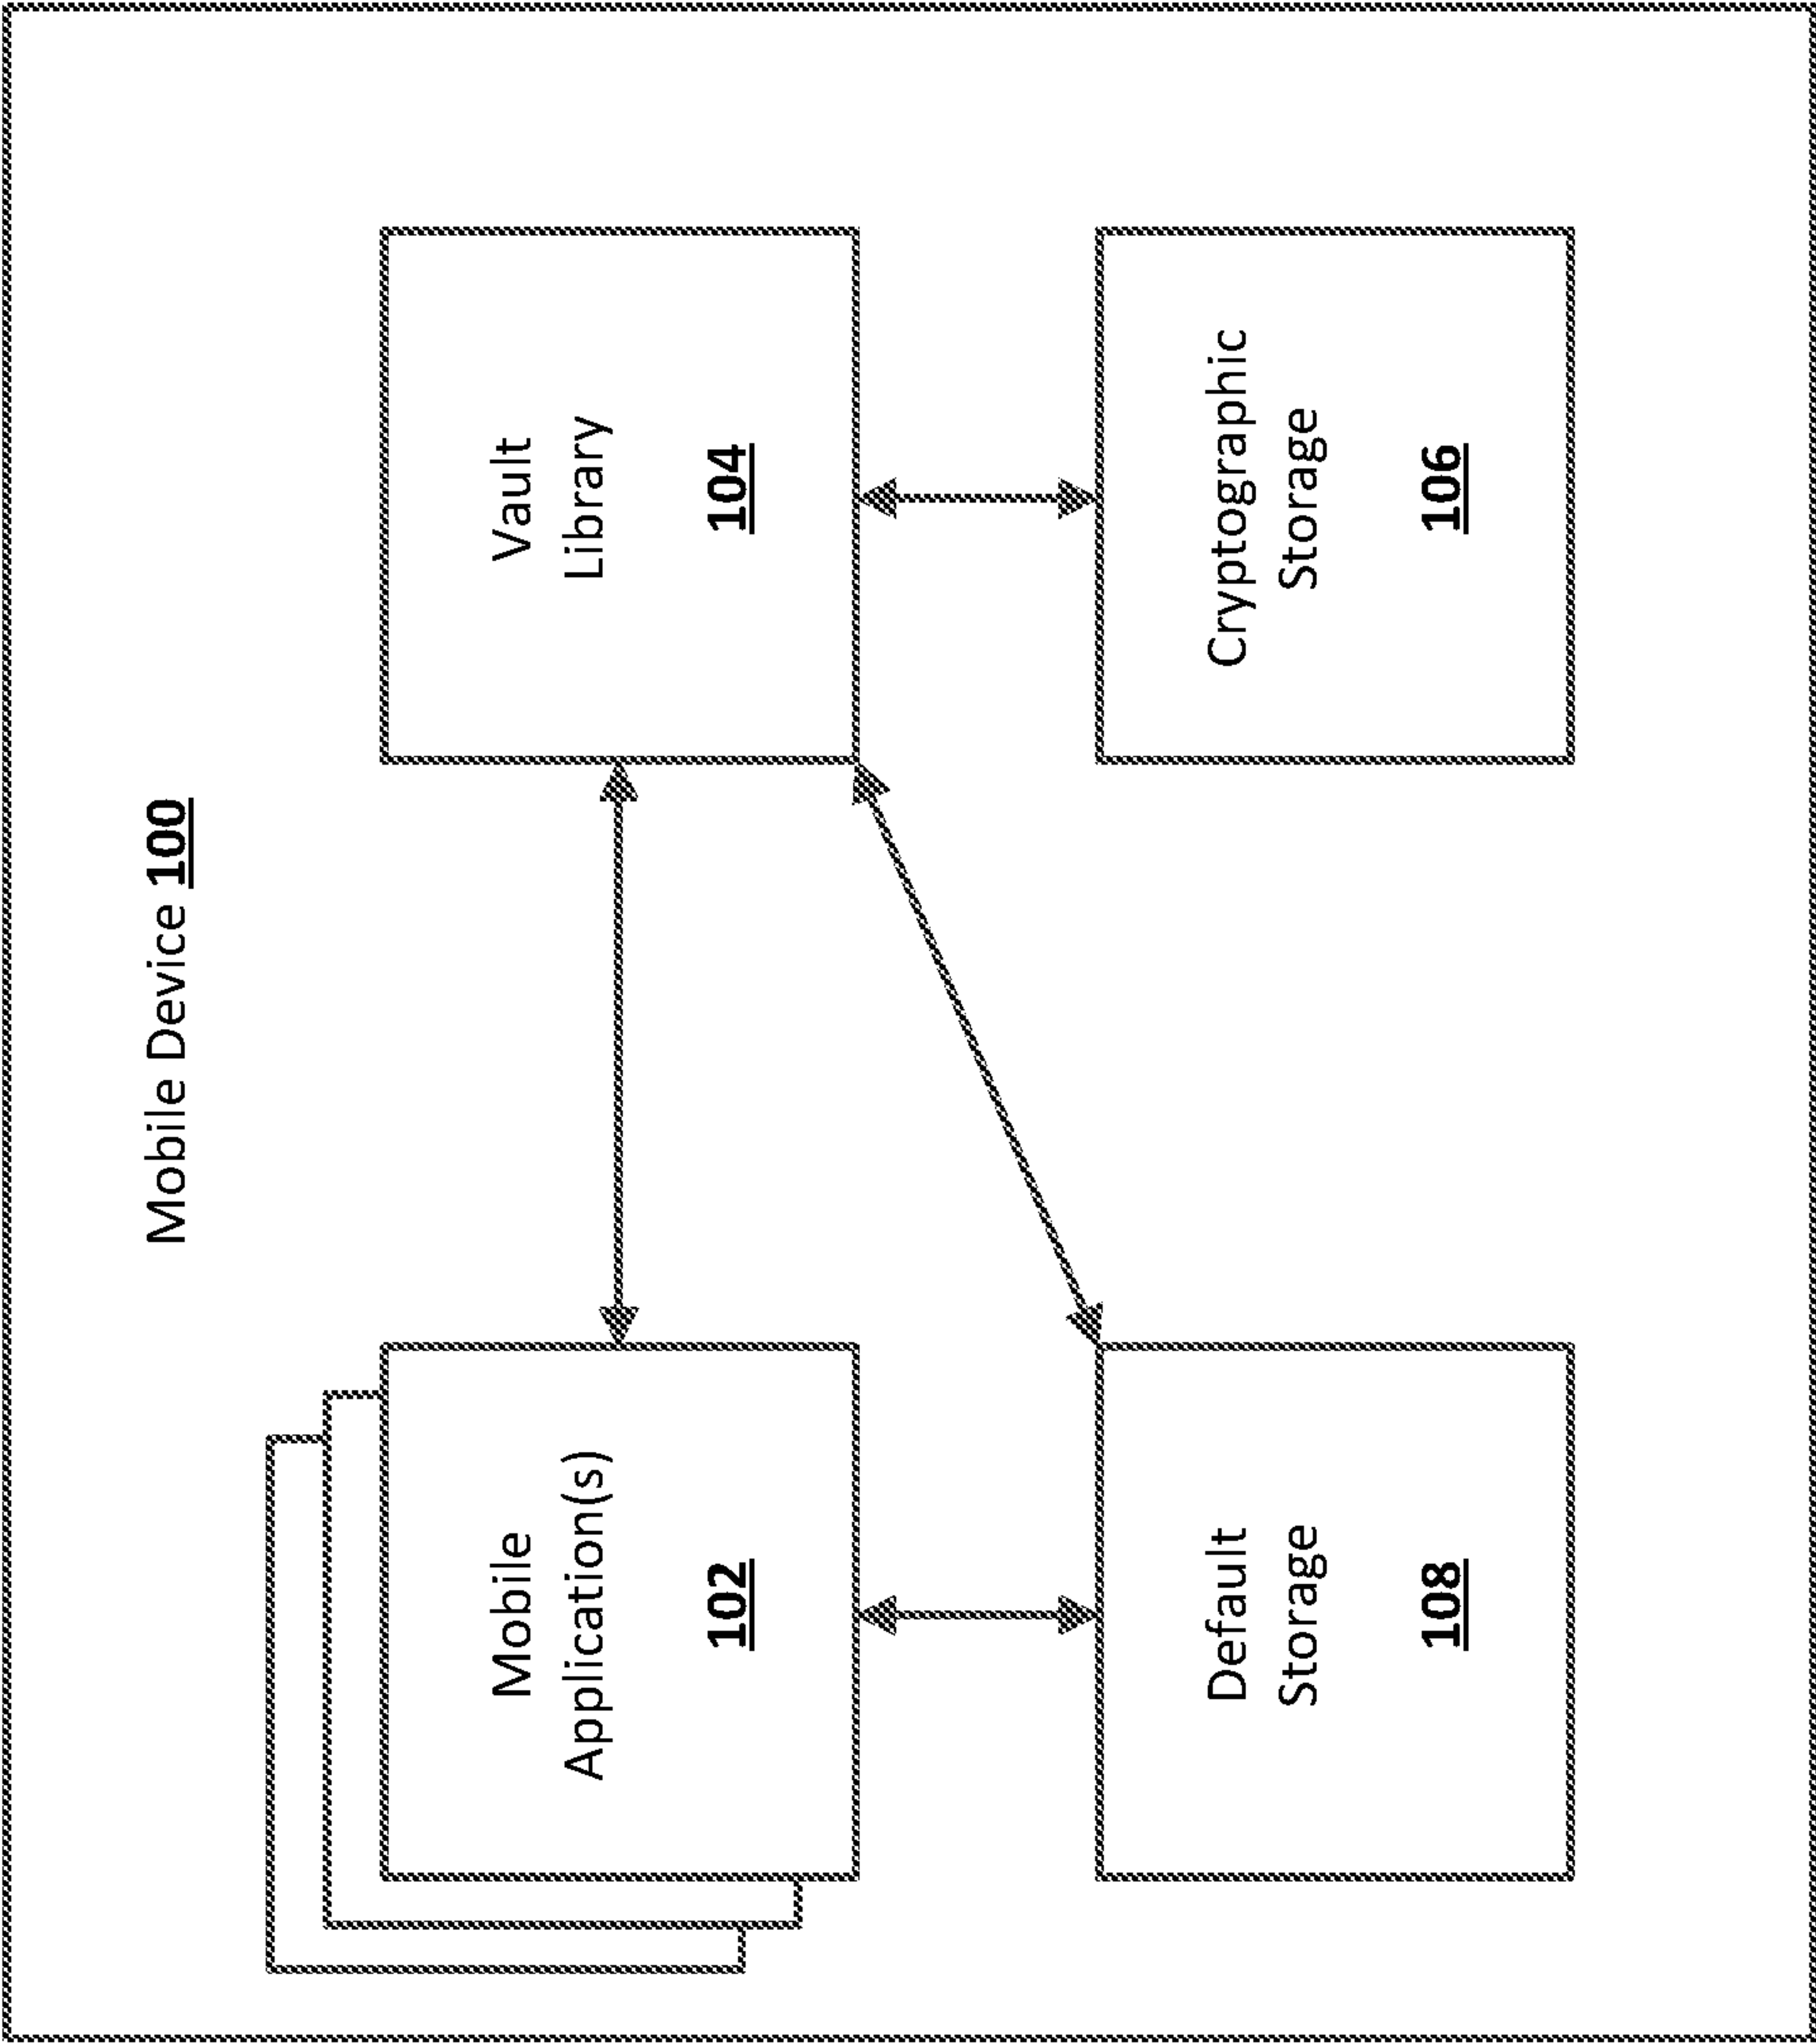 Mobile Device 100
Mobile
Application(s)
102
Vault
Library
104
Default
Storage
108
Cryptographic
Storage
106